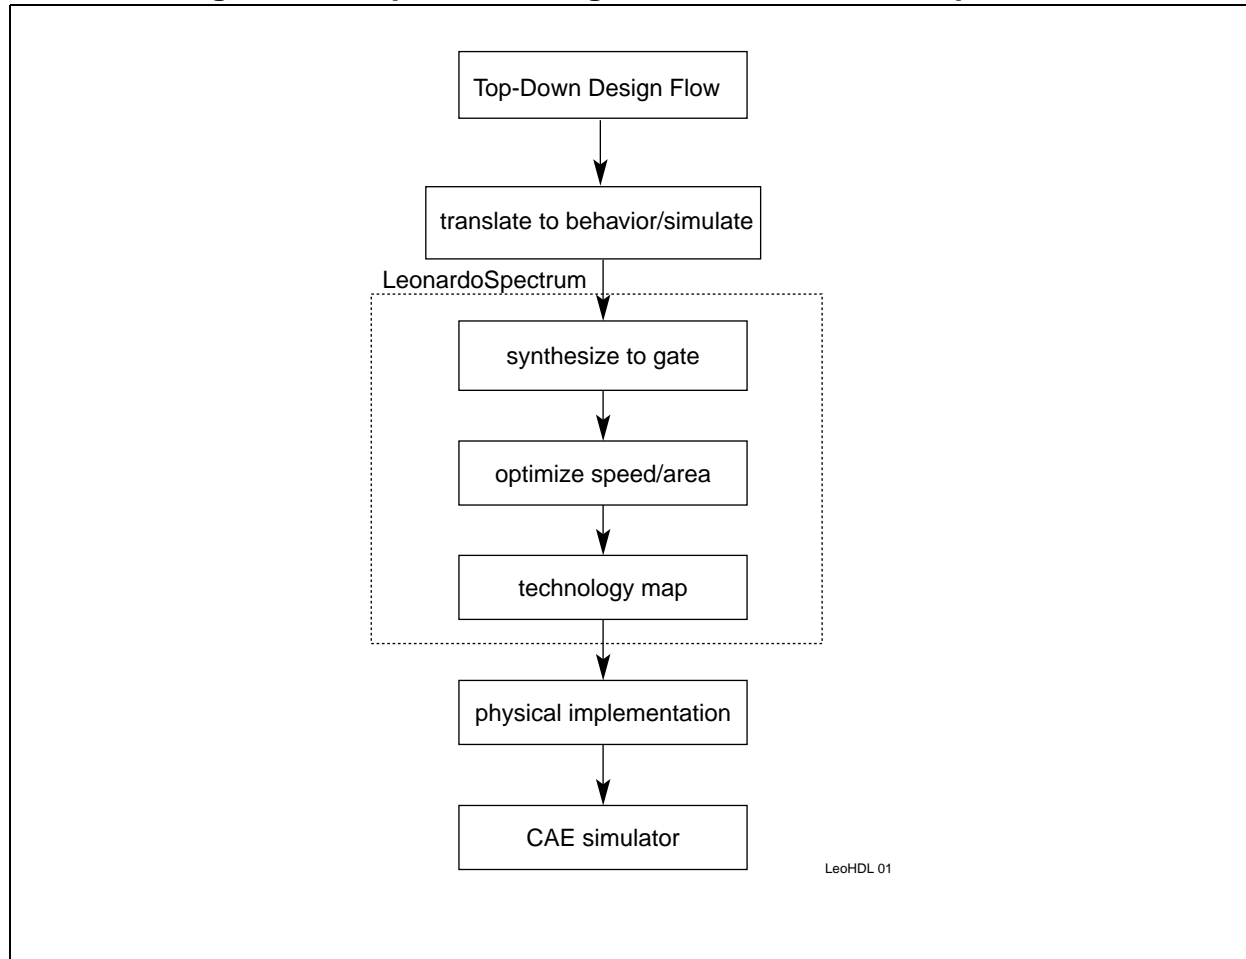 Top-Down Design Flow
translate to behavior/simulate
LeonardoSpectrum
synthesize to gate
optimize speed/area
technology map
physical implementation
CAE simulator
LeoHDL 01